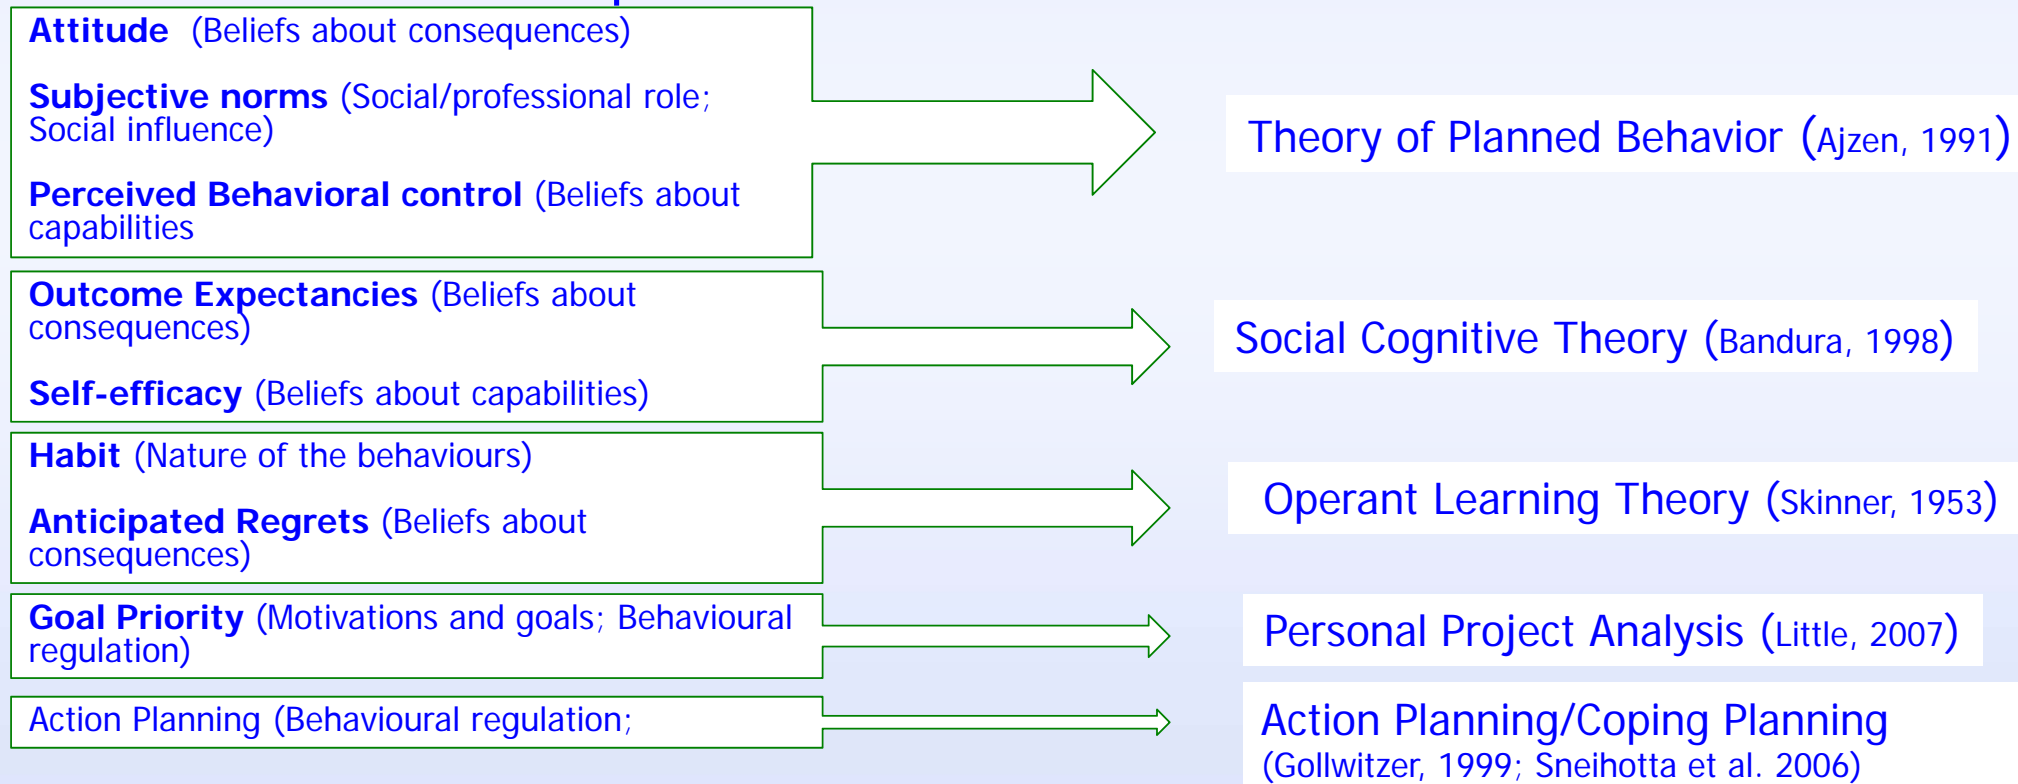 Attitude (Beliefs about consequences)
Subjective norms (Social/professional role;
Social influence)
Perceived Behavioral control (Beliefs about
capabilities
Theory of Planned Behavior (Ajzen, 1991)
Outcome Expectancies (Beliefs about
consequences)
Self-efficacy (Beliefs about capabilities)
Social Cognitive Theory (Bandura, 1998)
Habit (Nature of the behaviours)
Anticipated Regrets (Beliefs about
consequences)
Operant Learning Theory (Skinner, 1953)
Goal Priority (Motivations and goals; Behavioural
regulation)
Personal Project Analysis (Little, 2007)
Action Planning (Behavioural regulation;
Action Planning/Coping Planning
(Gollwitzer, 1999; Sneihotta et al. 2006)